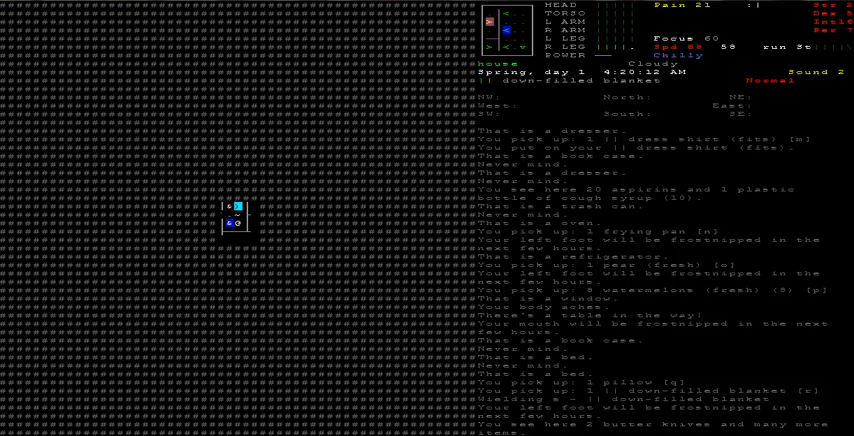 HEAD ||||| Pain 21 :| Str 2
TORSO ||||| Dex 5
L ARM ||||| Int16
R ARM ||||| Per 7
L LEG ||||| Focus 60
R LEG ||||. Spd 60 58 run St||||\
POWER -- Chilly
house Cloudy
Spring, day 1 4:20:12 AM Sound 2
|| down-filled blanket Normal
NW: North: NE:
West: East:
SW: South: SE:
That is a dresser.
You pick up: 1 || dress shirt (fits) [m]
You put on your || dress shirt (fits).
That is a book case.
Never mind.
That is a dresser.
Never mind.
You see here 20 aspirins and 1 plastic
bottle of cough syrup (10).
That is a trash can.
Never mind.
That is a oven.
You pick up: 1 frying pan [n]
Your left foot will be frostnipped in the
next few hours.
That is a refrigerator.
You pick up: 1 pear (fresh) [o]
Your left foot will be frostnipped in the
next few hours.
You pick up: 8 watermelons (fresh) (8) [p]
That is a window.
Your body aches.
There's a table in the way!
Your mouth will be frostnipped in the next
few hours.
That is a book case.
Never mind.
That is a bed.
Never mind.
That is a bed.
You pick up: 1 pillow [q]
You pick up: 1 || down-filled blanket [r]
Wielding s - || down-filled blanket
Your left foot will be frostnipped in the
next few hours.
You see here 2 butter knives and many more
items.